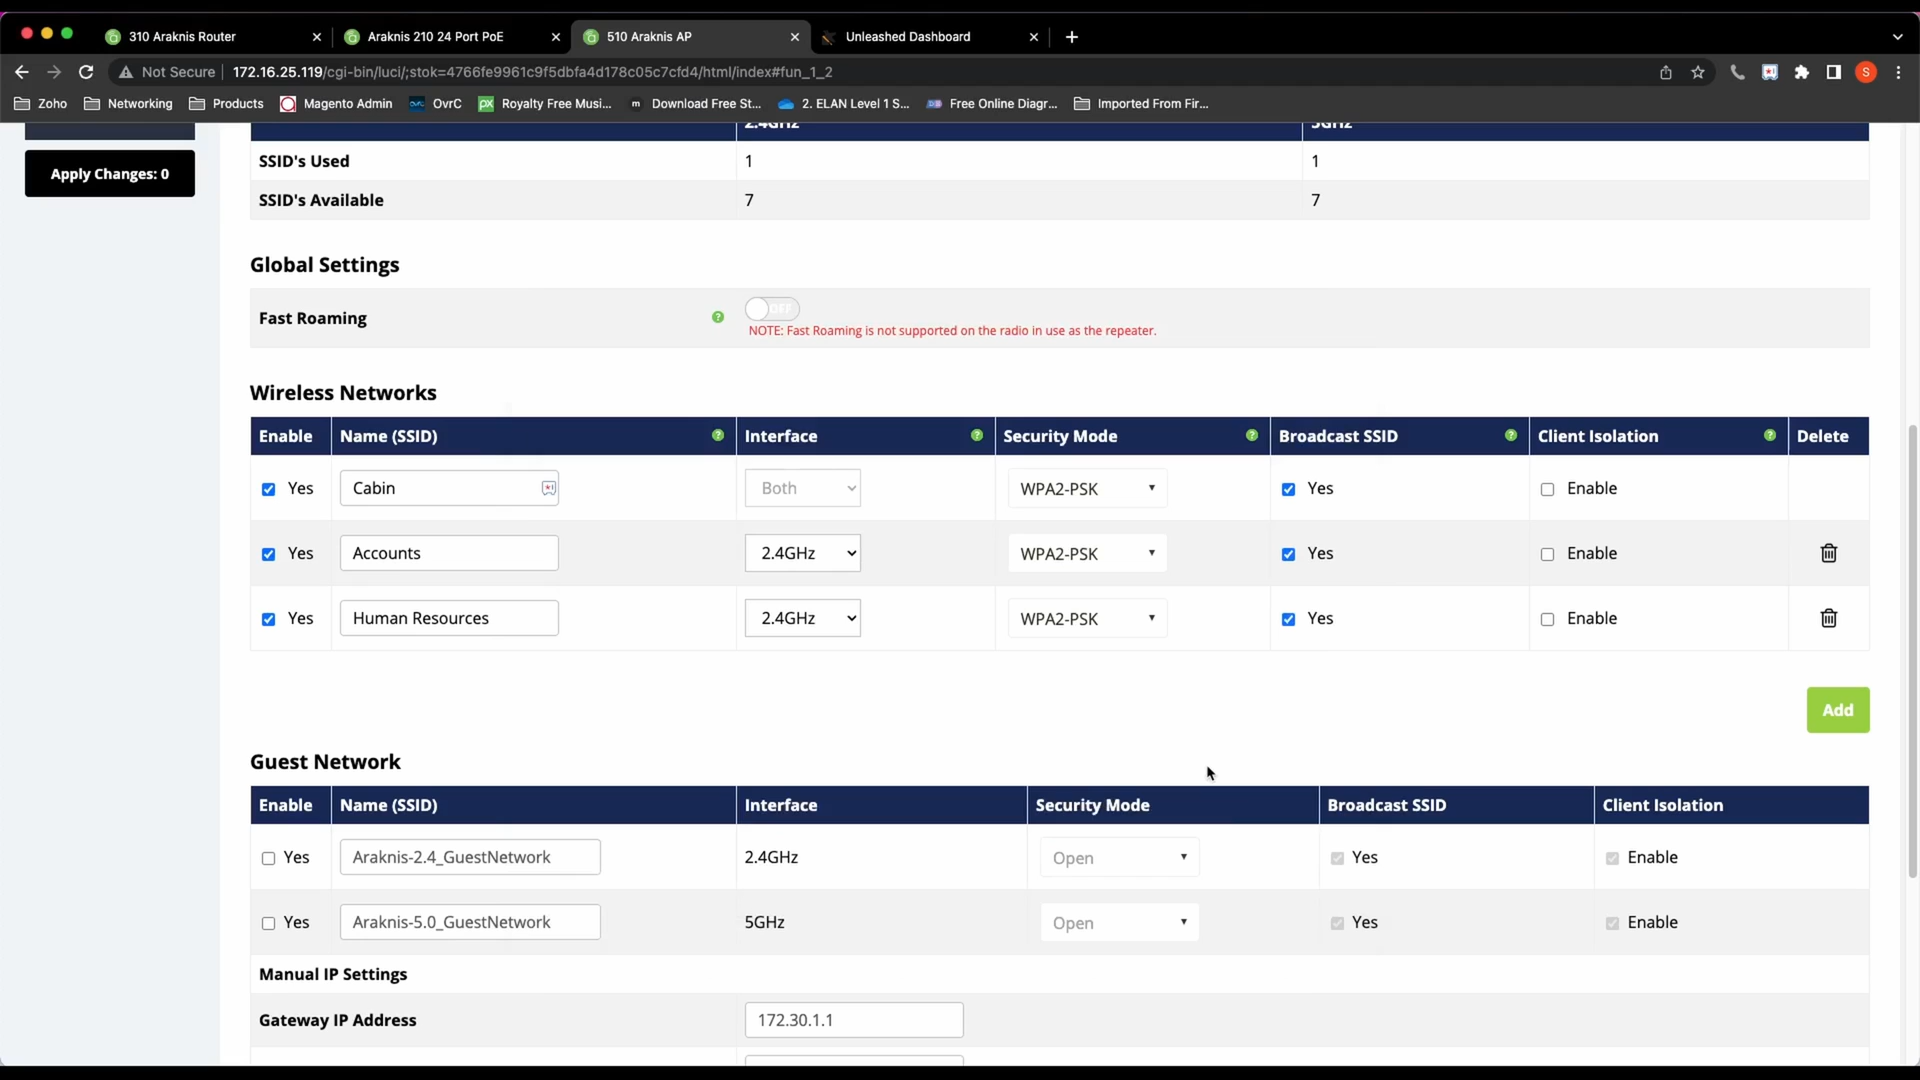 310 Araknis Router
Araknis 210 24 Port PoE
510 Araknis AP
Unleashed Dashboard
Not Secure 172.16.25.119/cgi-bin/luci/;stok=4766fe9961c9f5dbfa4d178c05c7cfd4/html/index#fun_1_2
S
Zoho Networking Products Magento Admin OvrC Royalty Free Musi... Download Free St... 2. ELAN Level 1 S... Free Online Diagr... Imported From Fir...
2.4GHz 5GHz
Apply Changes: 0
SSID's Used 1 1
SSID's Available 7 7
Global Settings
Fast Roaming ? OFF
NOTE: Fast Roaming is not supported on the radio in use as the repeater.
Wireless Networks
Enable Name (SSID) ? Interface ? Security Mode ? Broadcast SSID ? Client Isolation ? Delete
Yes Cabin Both WPA2-PSK Yes Enable
Yes Accounts 2.4GHz WPA2-PSK Yes Enable
Yes Human Resources 2.4GHz WPA2-PSK Yes Enable
Add
Guest Network
Enable Name (SSID) Interface Security Mode Broadcast SSID Client Isolation
Yes Araknis-2.4_GuestNetwork 2.4GHz Open Yes Enable
Yes Araknis-5.0_GuestNetwork 5GHz Open Yes Enable
Manual IP Settings
Gateway IP Address 172.30.1.1